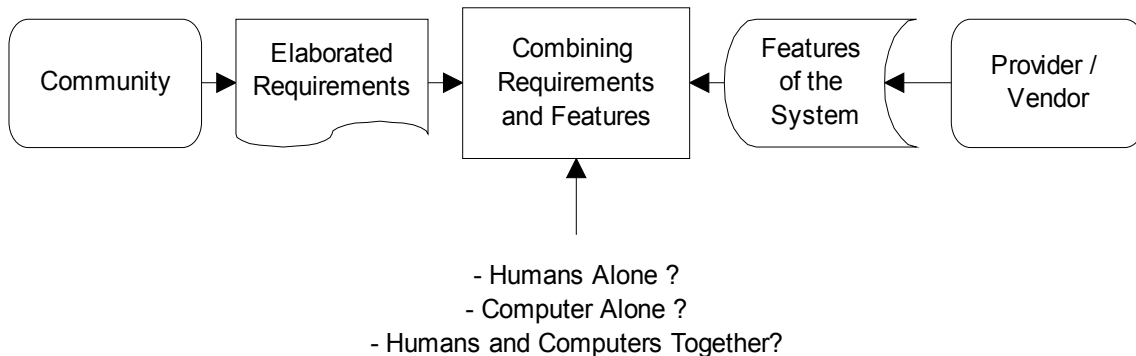 Community
Elaborated
Requirements
Combining
Requirements
and Features
Features
of the
System
Provider /
Vendor
- Humans Alone ?
- Computer Alone ?
- Humans and Computers Together?